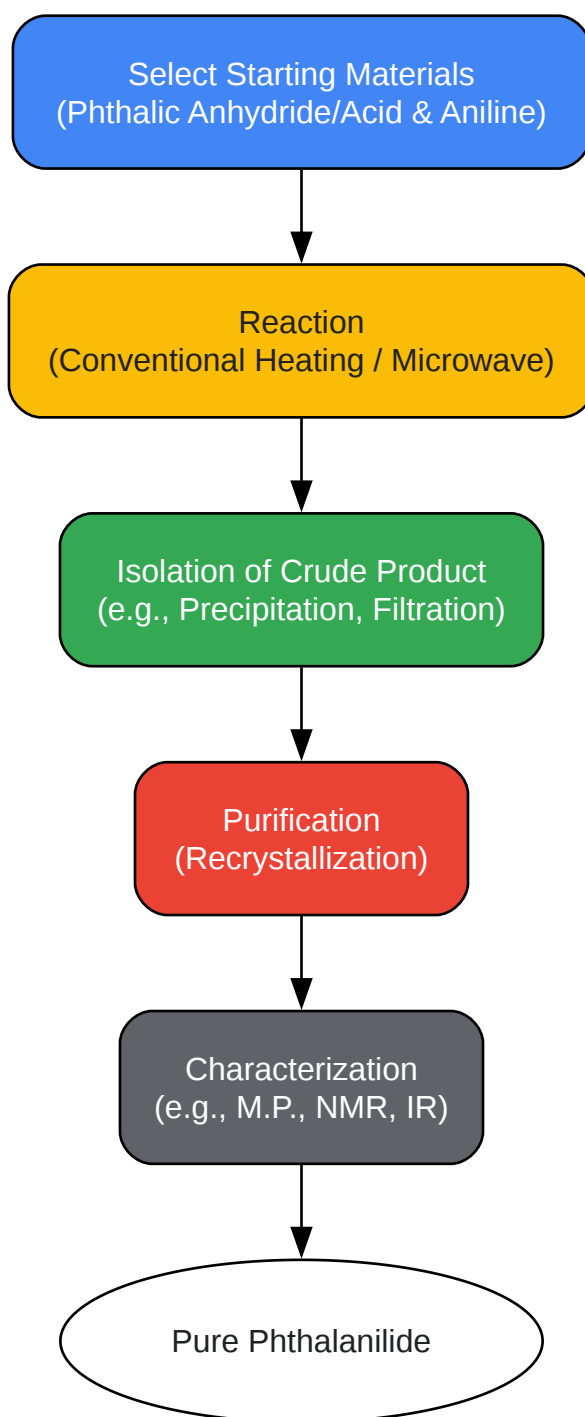 Select Starting Materials
(Phthalic Anhydride/Acid & Aniline)
Reaction
(Conventional Heating / Microwave)
Isolation of Crude Product
(e.g., Precipitation, Filtration)
Purification
(Recrystallization)
Characterization
(e.g., M.P., NMR, IR)
Pure Phthalanilide